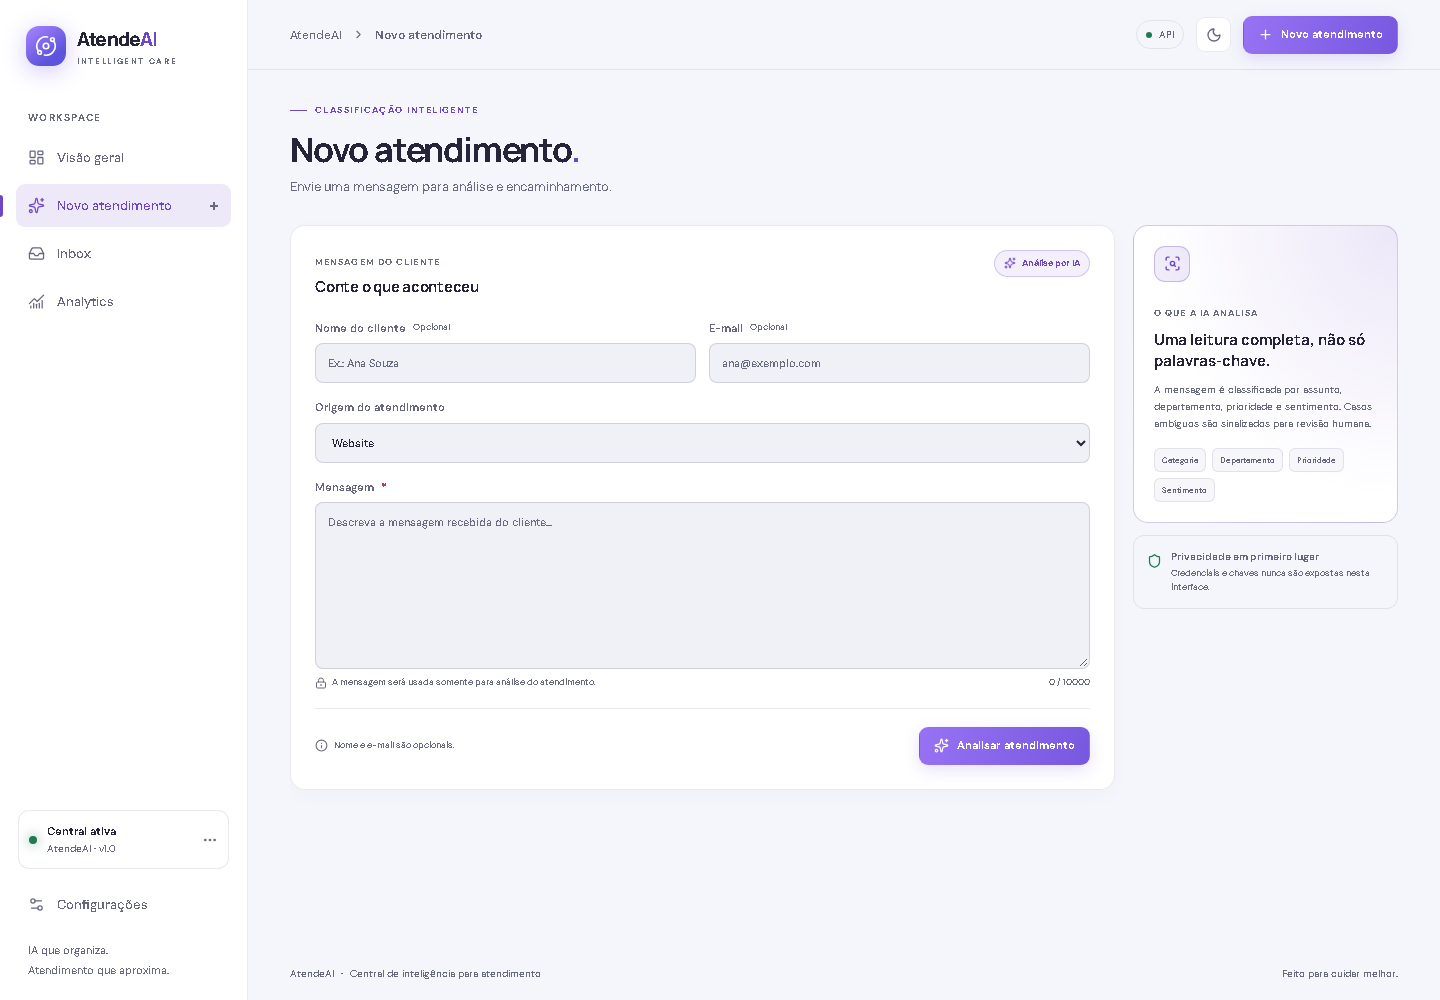 AtendeAI
INTELLIGENT CARE
WORKSPACE
Visão geral
Novo atendimento +
Inbox
Analytics
Central ativa
AtendeAI · v1.0
Configurações
IA que organiza.
Atendimento que aproxima.
AtendeAI > Novo atendimento
API
+ Novo atendimento
CLASSIFICAÇÃO INTELIGENTE
Novo atendimento.
Envie uma mensagem para análise e encaminhamento.
MENSAGEM DO CLIENTE
Conte o que aconteceu
Análise por IA
Nome do cliente Opcional
Ex.: Ana Souza
E-mail Opcional
ana@exemplo.com
Origem do atendimento
Website
Mensagem *
Descreva a mensagem recebida do cliente...
A mensagem será usada somente para análise do atendimento.
0 / 10000
Nome e e-mail são opcionais.
Analisar atendimento
O QUE A IA ANALISA
Uma leitura completa, não só
palavras-chave.
A mensagem é classificada por assunto,
departamento, prioridade e sentimento. Casos
ambíguos são sinalizados para revisão humana.
Categoria
Departamento
Prioridade
Sentimento
Privacidade em primeiro lugar
Credenciais e chaves nunca são expostas nesta
interface.
AtendeAI · Central de inteligência para atendimento
Feito para cuidar melhor.